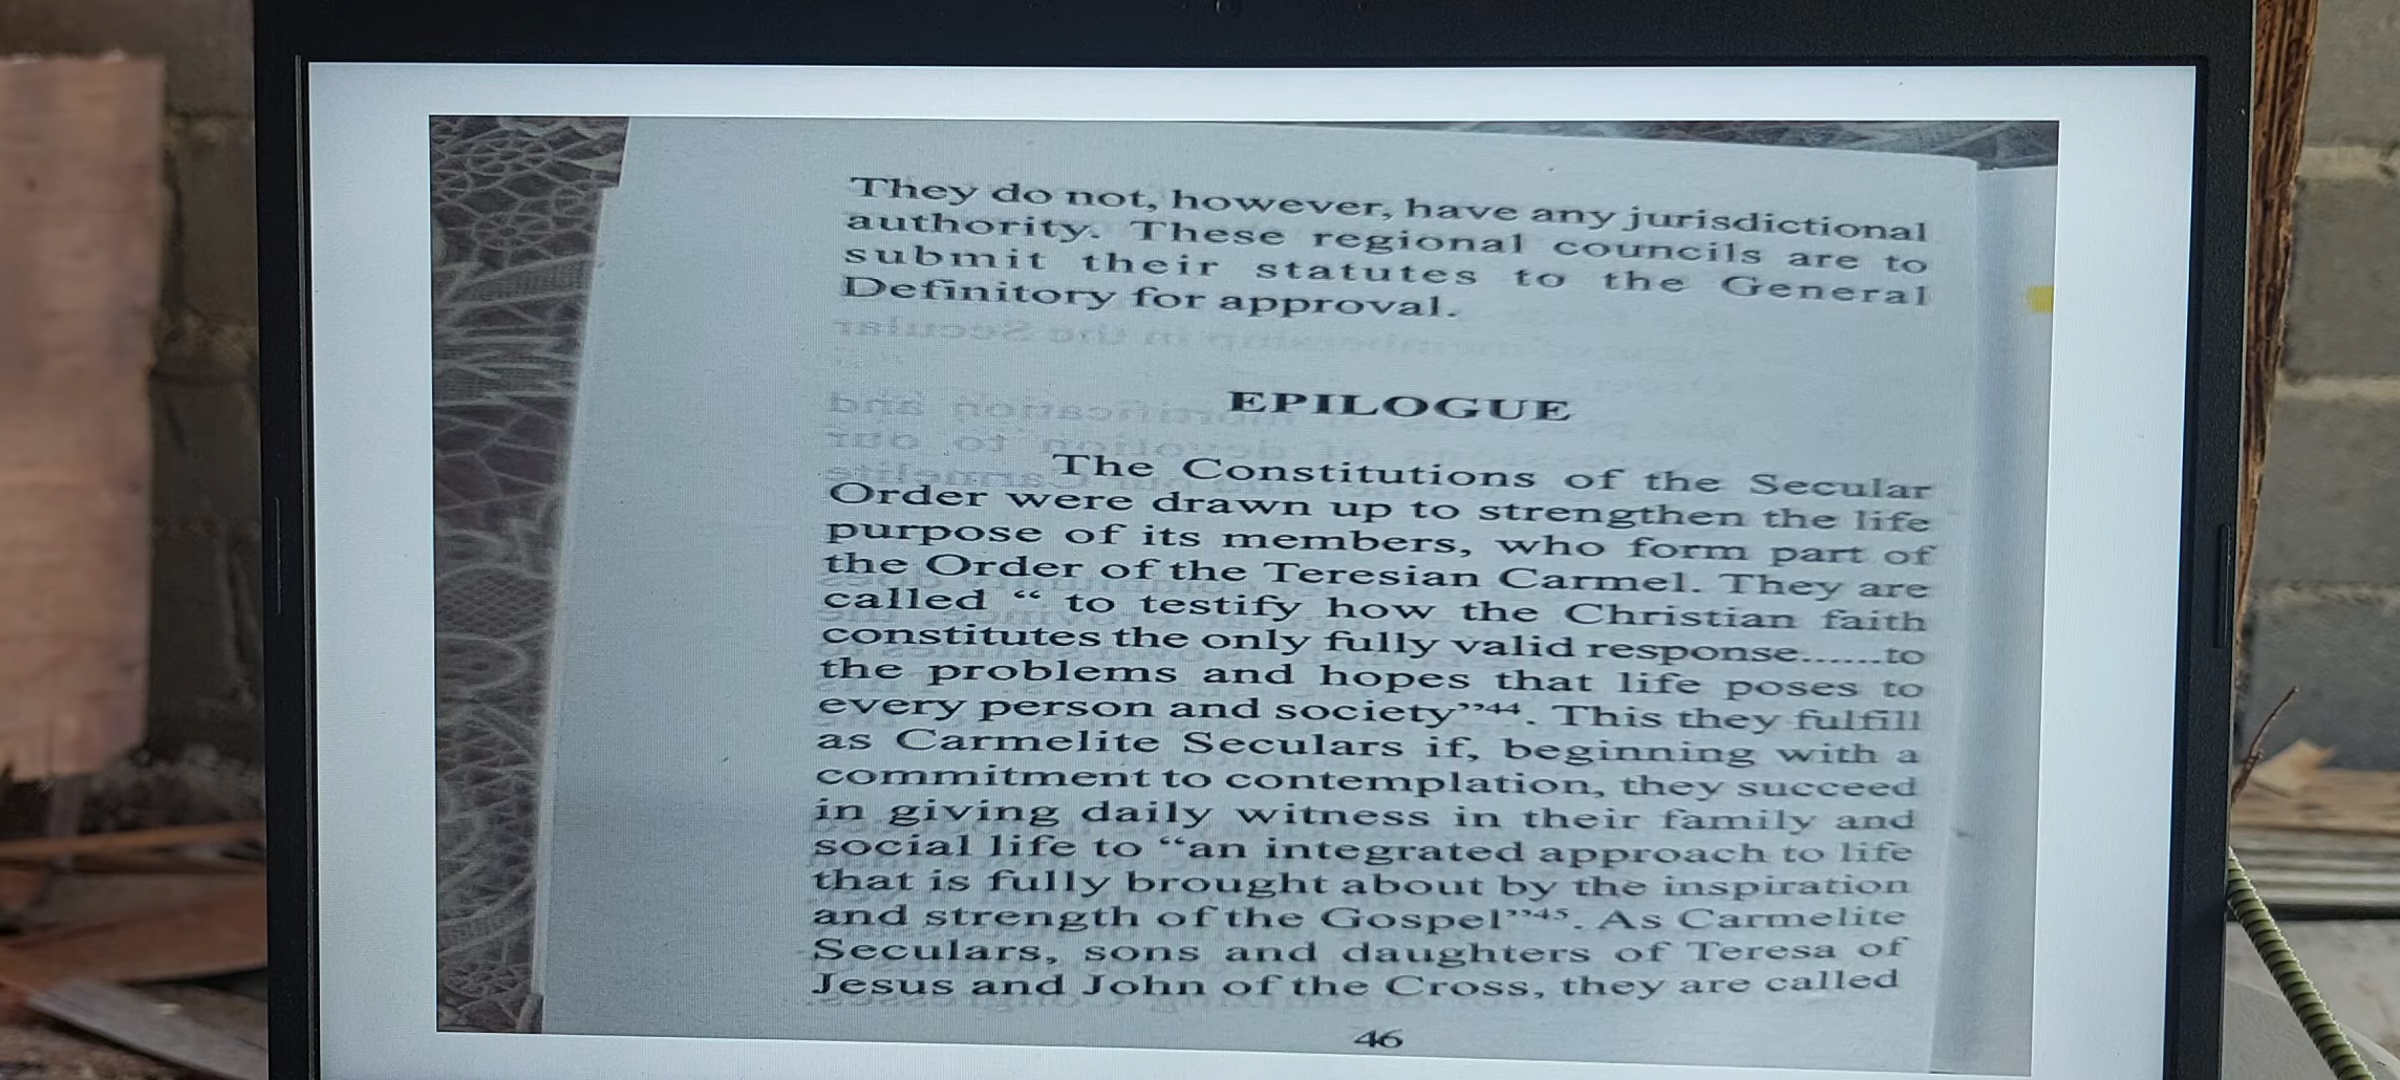 They do not, however, have any jurisdictional
authority. These regional councils are to
submit their statutes to the General
Definitory for approval.
EPILOGUE
The Constitutions of the Secular
Order were drawn up to strengthen the life
purpose of its members, who form part of
the Order of the Teresian Carmel. They are
called “ to testify how the Christian faith
constitutes the only fully valid response......to
the problems and hopes that life poses to
every person and society”44. This they fulfill
as Carmelite Seculars if, beginning with a
commitment to contemplation, they succeed
in giving daily witness in their family and
social life to “an integrated approach to life
that is fully brought about by the inspiration
and strength of the Gospel”45. As Carmelite
Seculars, sons and daughters of Teresa of
Jesus and John of the Cross, they are called
46